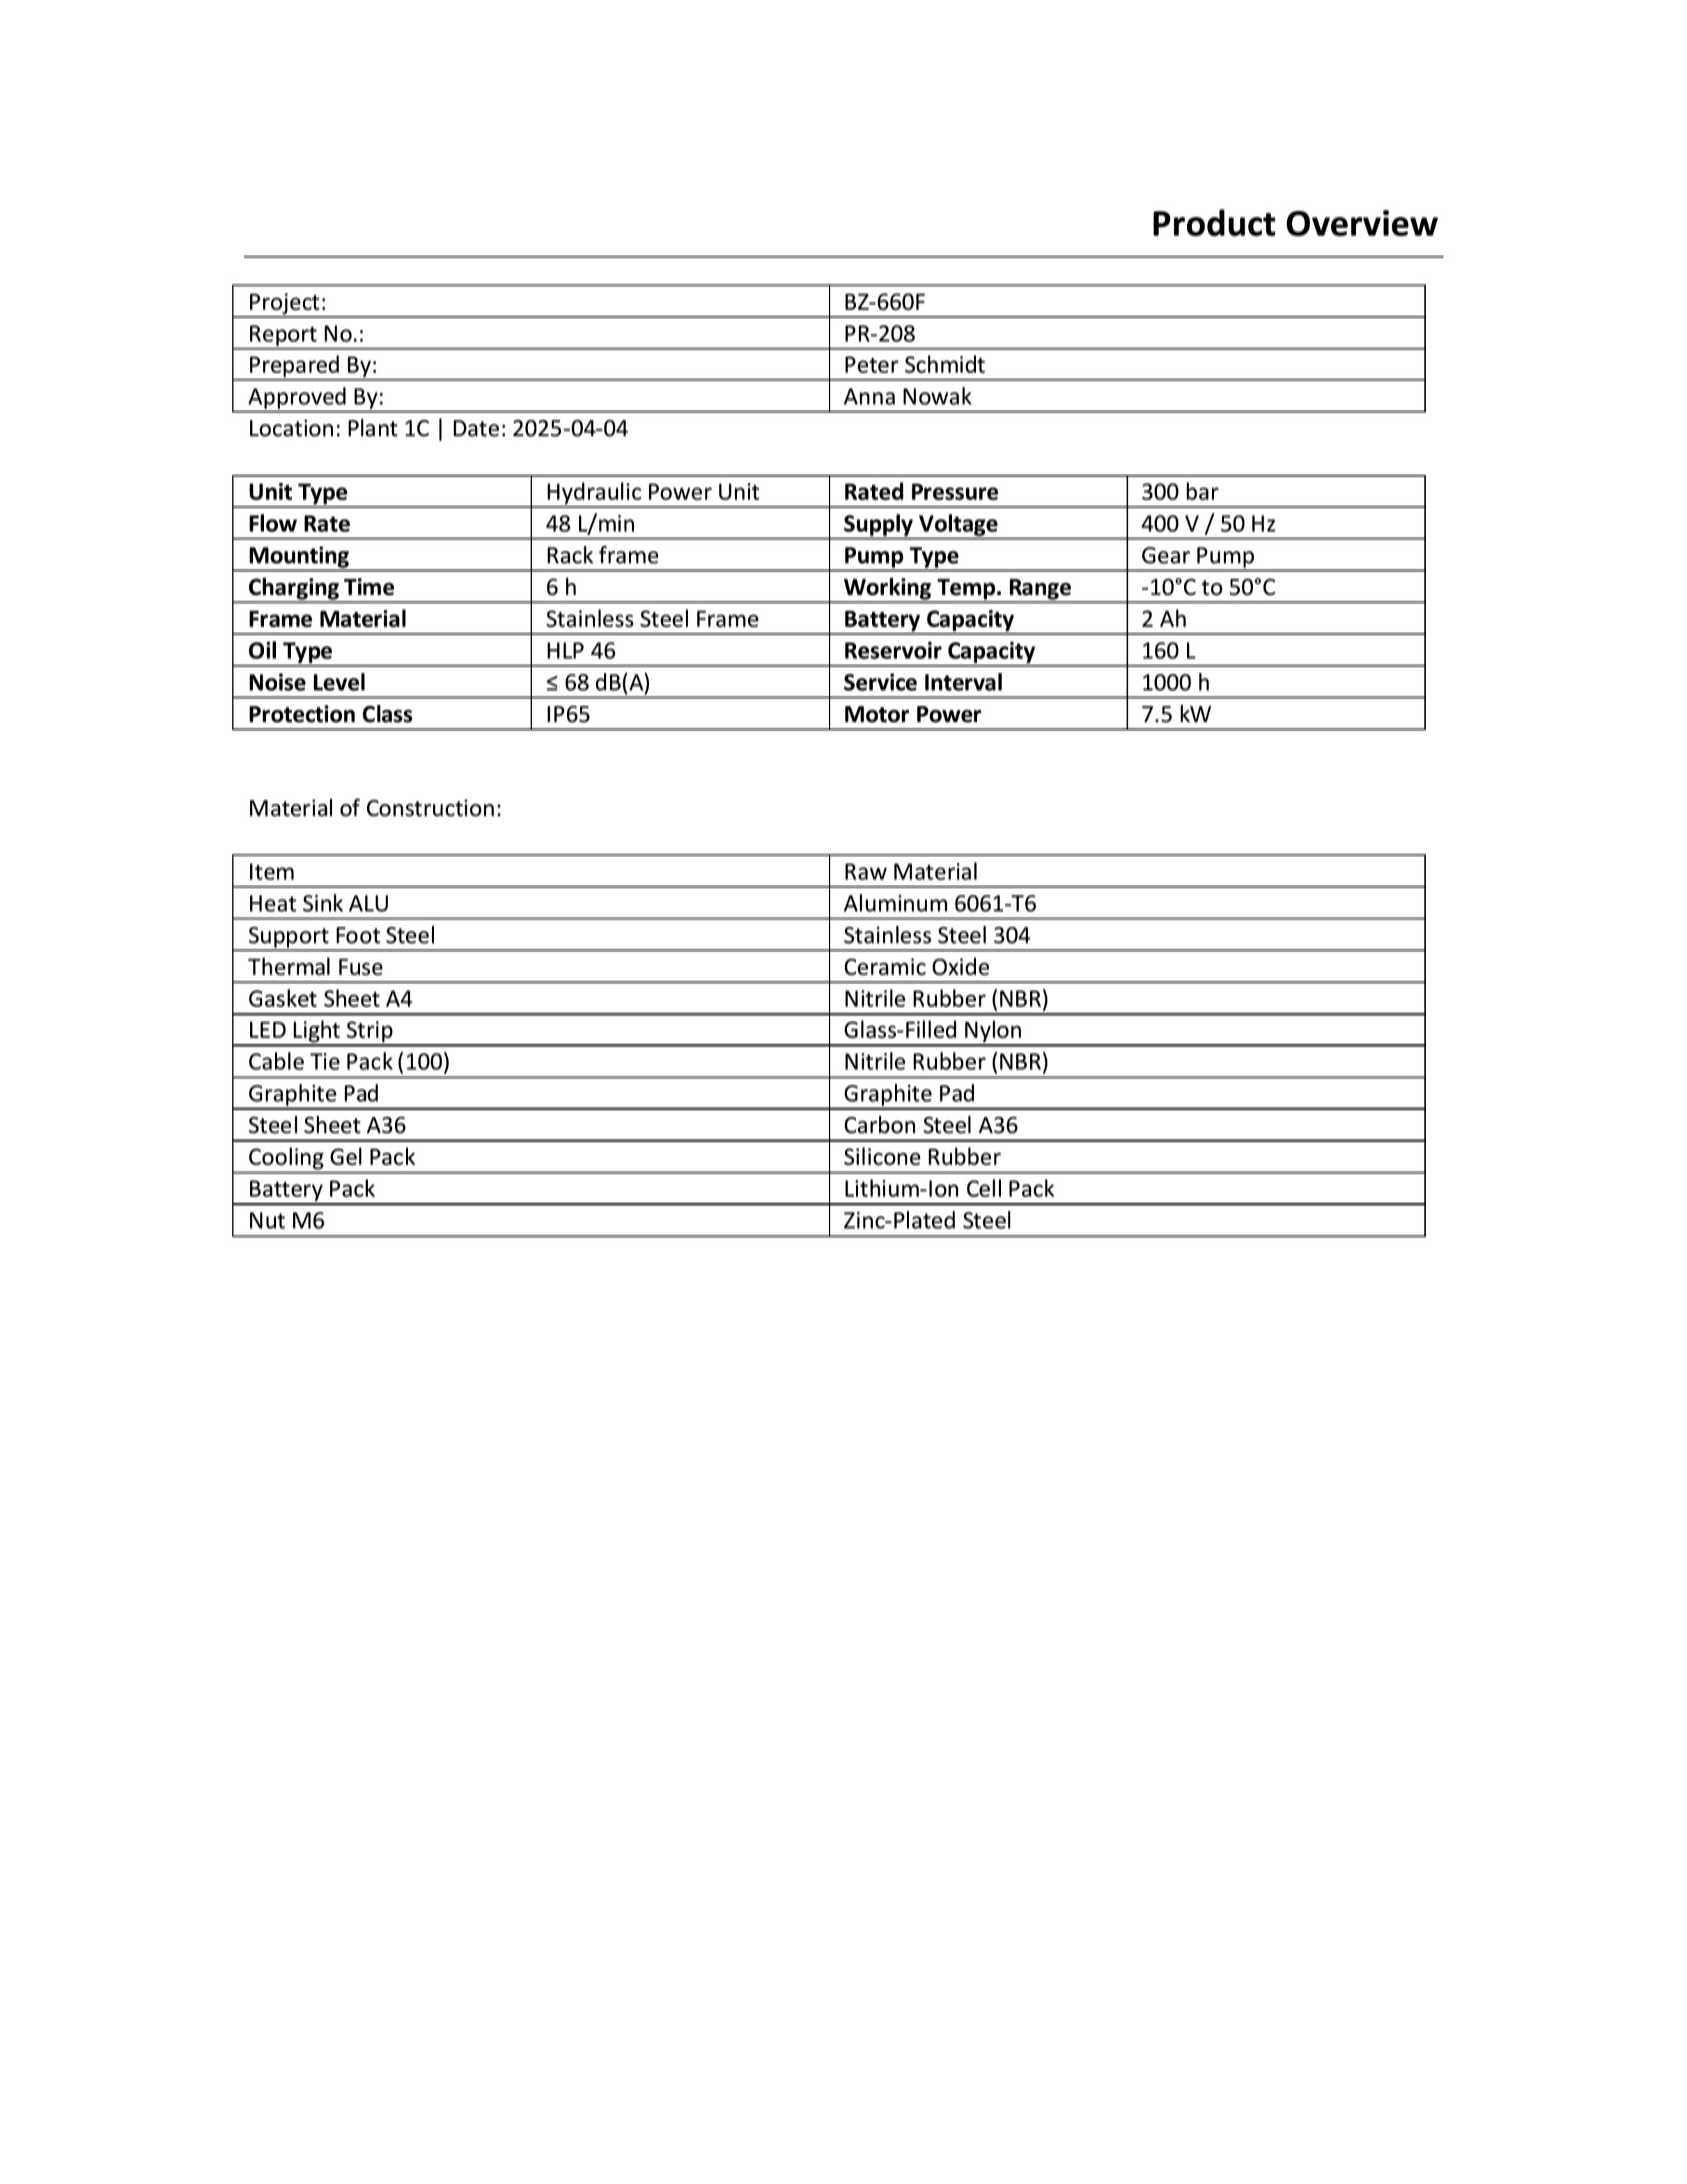 Product Overview
Project: BZ-660F
Report No.: PR-208
Prepared By: Peter Schmidt
Approved By: Anna Nowak
Location: Plant 1C | Date: 2025-04-04
Unit Type Hydraulic Power Unit Rated Pressure 300 bar
Flow Rate 48 L/min Supply Voltage 400 V / 50 Hz
Mounting Rack frame Pump Type Gear Pump
Charging Time 6 h Working Temp. Range -10°C to 50°C
Frame Material Stainless Steel Frame Battery Capacity 2 Ah
Oil Type HLP 46 Reservoir Capacity 160 L
Noise Level ≤ 68 dB(A) Service Interval 1000 h
Protection Class IP65 Motor Power 7.5 kW
Material of Construction:
Item Raw Material
Heat Sink ALU Aluminum 6061-T6
Support Foot Steel Stainless Steel 304
Thermal Fuse Ceramic Oxide
Gasket Sheet A4 Nitrile Rubber (NBR)
LED Light Strip Glass-Filled Nylon
Cable Tie Pack (100) Nitrile Rubber (NBR)
Graphite Pad Graphite Pad
Steel Sheet A36 Carbon Steel A36
Cooling Gel Pack Silicone Rubber
Battery Pack Lithium-Ion Cell Pack
Nut M6 Zinc-Plated Steel